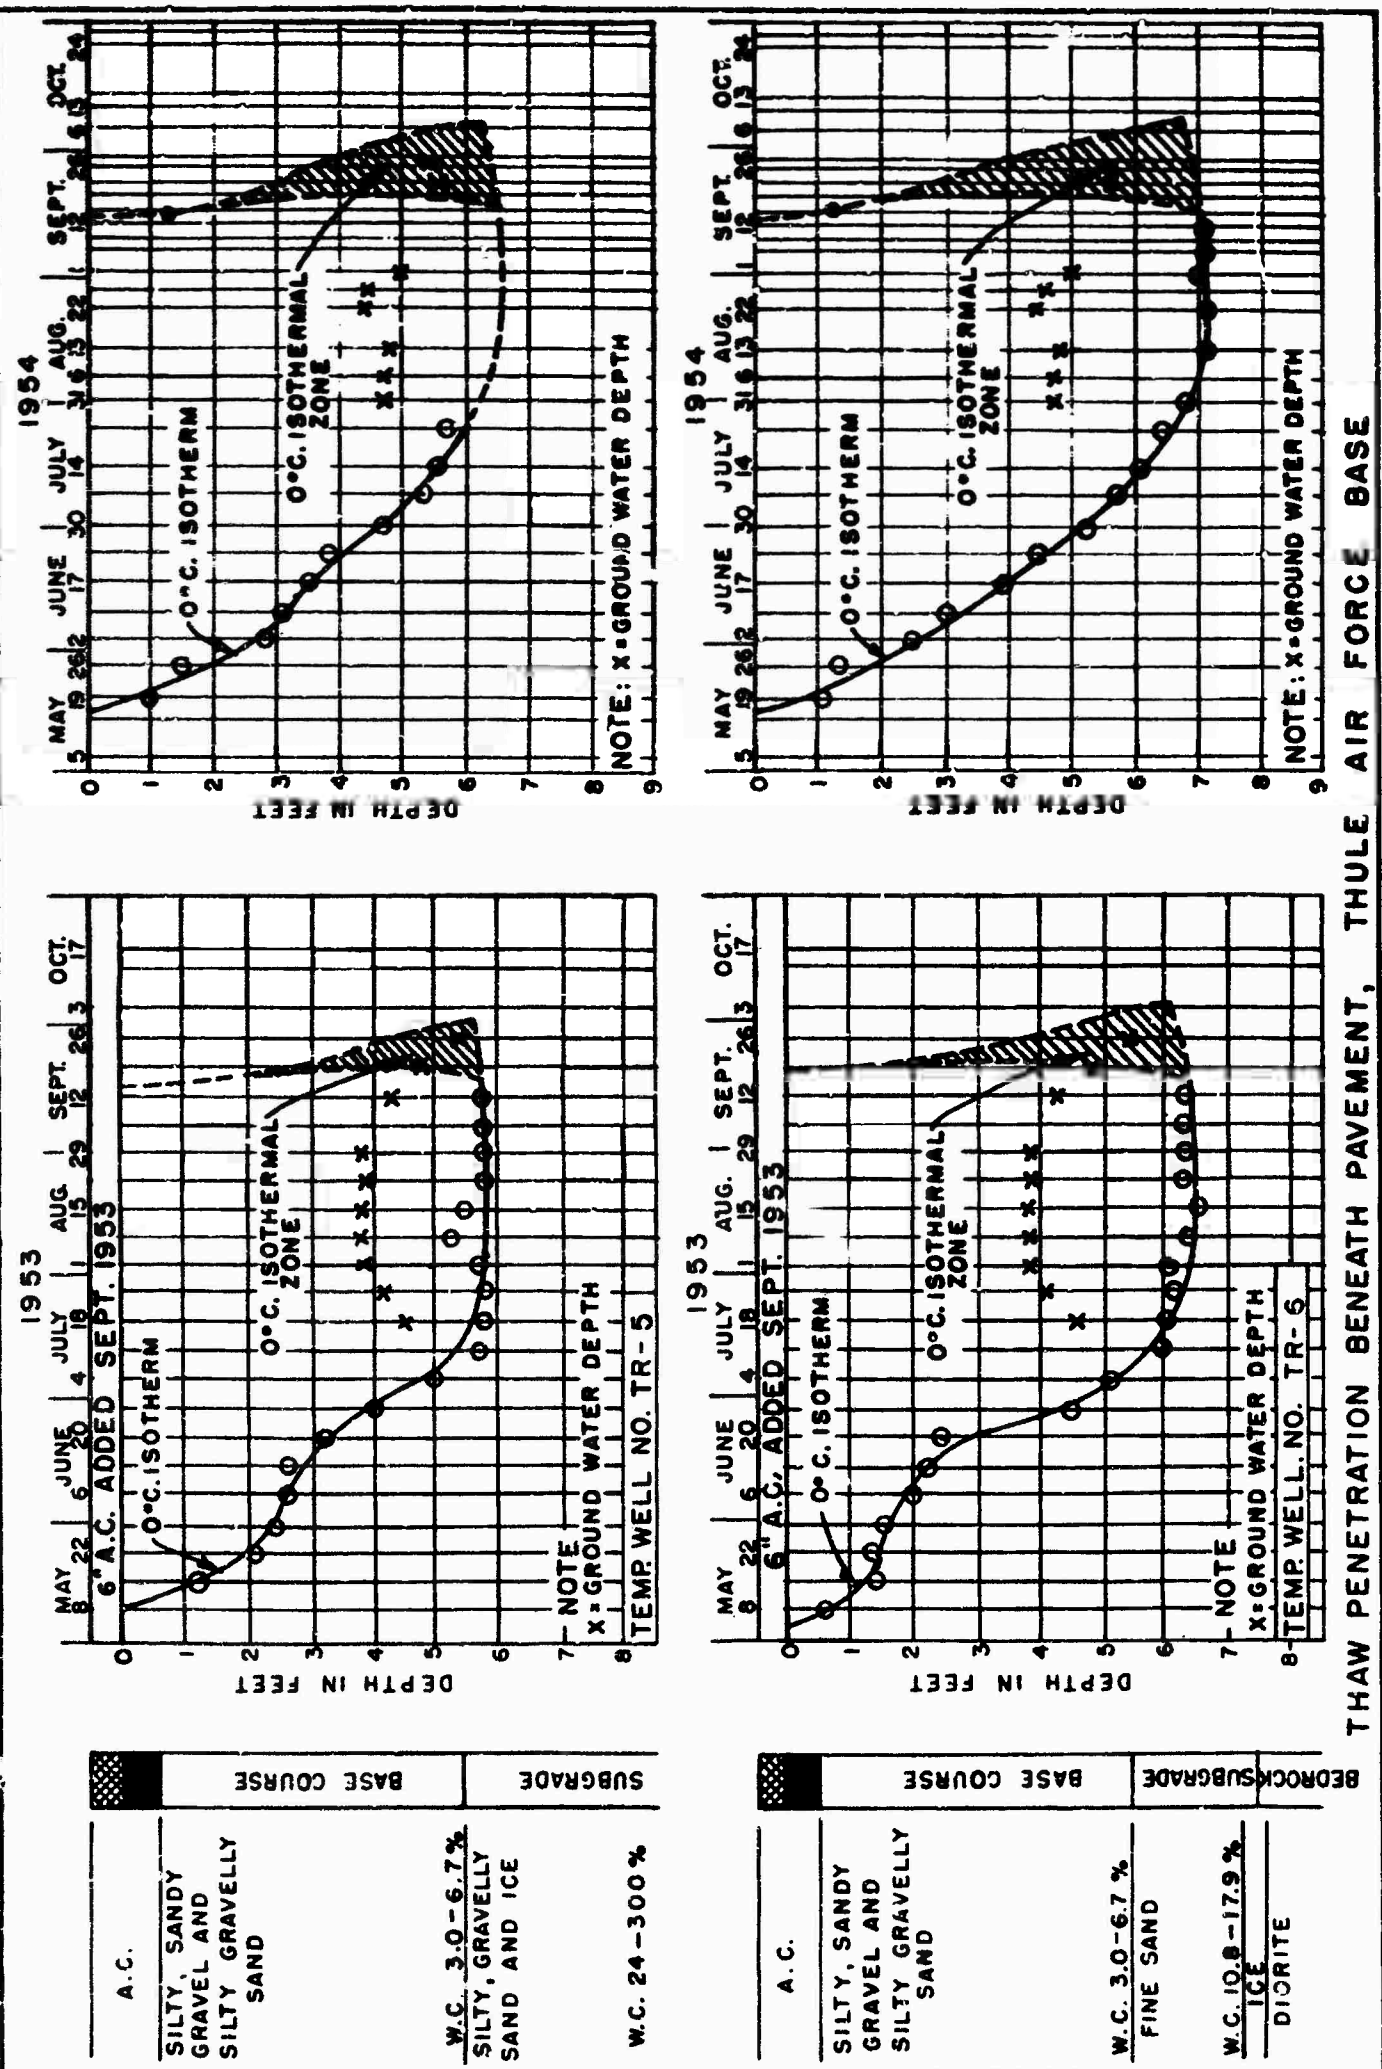 A.C.
SILTY, SANDY
GRAVEL AND
SILTY GRAVELLY
SAND
W.C. 3.0-6.7%
SILTY, GRAVELLY
SAND AND ICE
W.C. 24-300%
BASE COURSE
SUBGRADE
1953
MAY JUNE JULY AUG. SEPT. OCT.
8 22 6 20 4 18 1 15 29 12 26 3 17
6" A.C. ADDED SEPT. 1953
0°C. ISOTHERM
0°C. ISOTHERMAL
ZONE
0
1
2
3
4
5
6
7
8
DEPTH IN FEET
NOTE
X = GROUND WATER DEPTH
TEMP. WELL NO. TR-5
1954
MAY JUNE JULY AUG. SEPT. OCT.
5 19 26 2 17 30 14 31 6 13 22 1 12 26 6 13 24
0°C. ISOTHERM
0°C. ISOTHERMAL
ZONE
0
1
2
3
4
5
6
7
8
9
DEPTH IN FEET
NOTE: X = GROUND WATER DEPTH
A.C.
SILTY, SANDY
GRAVEL AND
SILTY GRAVELLY
SAND
W.C. 3.0-6.7%
FINE SAND
W.C. 10.8-17.9%
ICE
DIORITE
BASE COURSE
SUBGRADE
BEDROCK
1953
MAY JUNE JULY AUG. SEPT. OCT.
8 22 6 20 4 18 1 15 29 12 26 3 17
6" A.C. ADDED SEPT. 1953
0°C. ISOTHERM
0°C. ISOTHERMAL
ZONE
0
1
2
3
4
5
6
7
8
DEPTH IN FEET
NOTE
X = GROUND WATER DEPTH
TEMP. WELL. NO. TR-6
1954
MAY JUNE JULY AUG. SEPT. OCT.
5 19 26 2 17 30 14 31 6 13 22 1 12 26 6 13 24
0°C. ISOTHERM
0°C. ISOTHERMAL
ZONE
0
1
2
3
4
5
6
7
8
9
DEPTH IN FEET
NOTE: X = GROUND WATER DEPTH
THAW PENETRATION BENEATH PAVEMENT, THULE AIR FORCE BASE